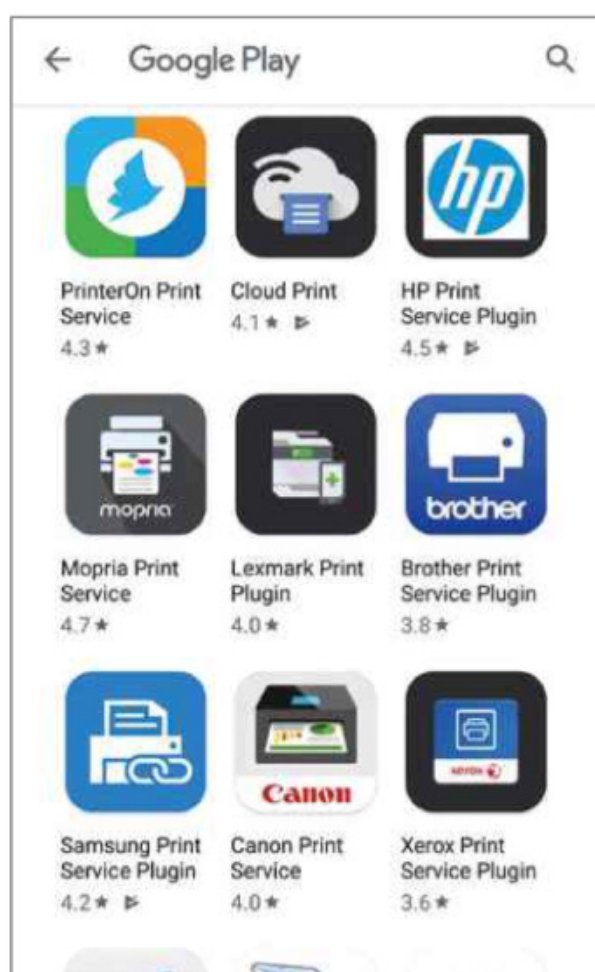 Google Play
PrinterOn Print
Service
4.3★
Cloud Print
4.1★
hp
HP Print
Service Plugin
4.5★
mopria
Mopria Print
Service
4.7★
Lexmark Print
Plugin
4.0★
brother
Brother Print
Service Plugin
3.8★
Samsung Print
Service Plugin
4.2★
Canon
Canon Print
Service
4.0★
xerox
Xerox Print
Service Plugin
3.6★